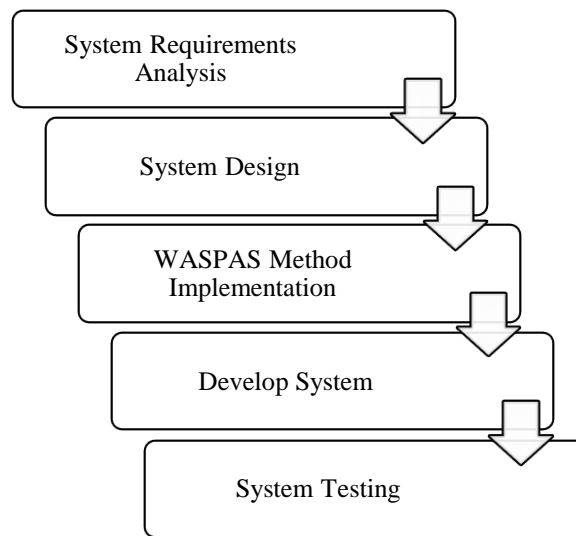 System Requirements
Analysis
System Design
WASPAS Method
Implementation
Develop System
System Testing